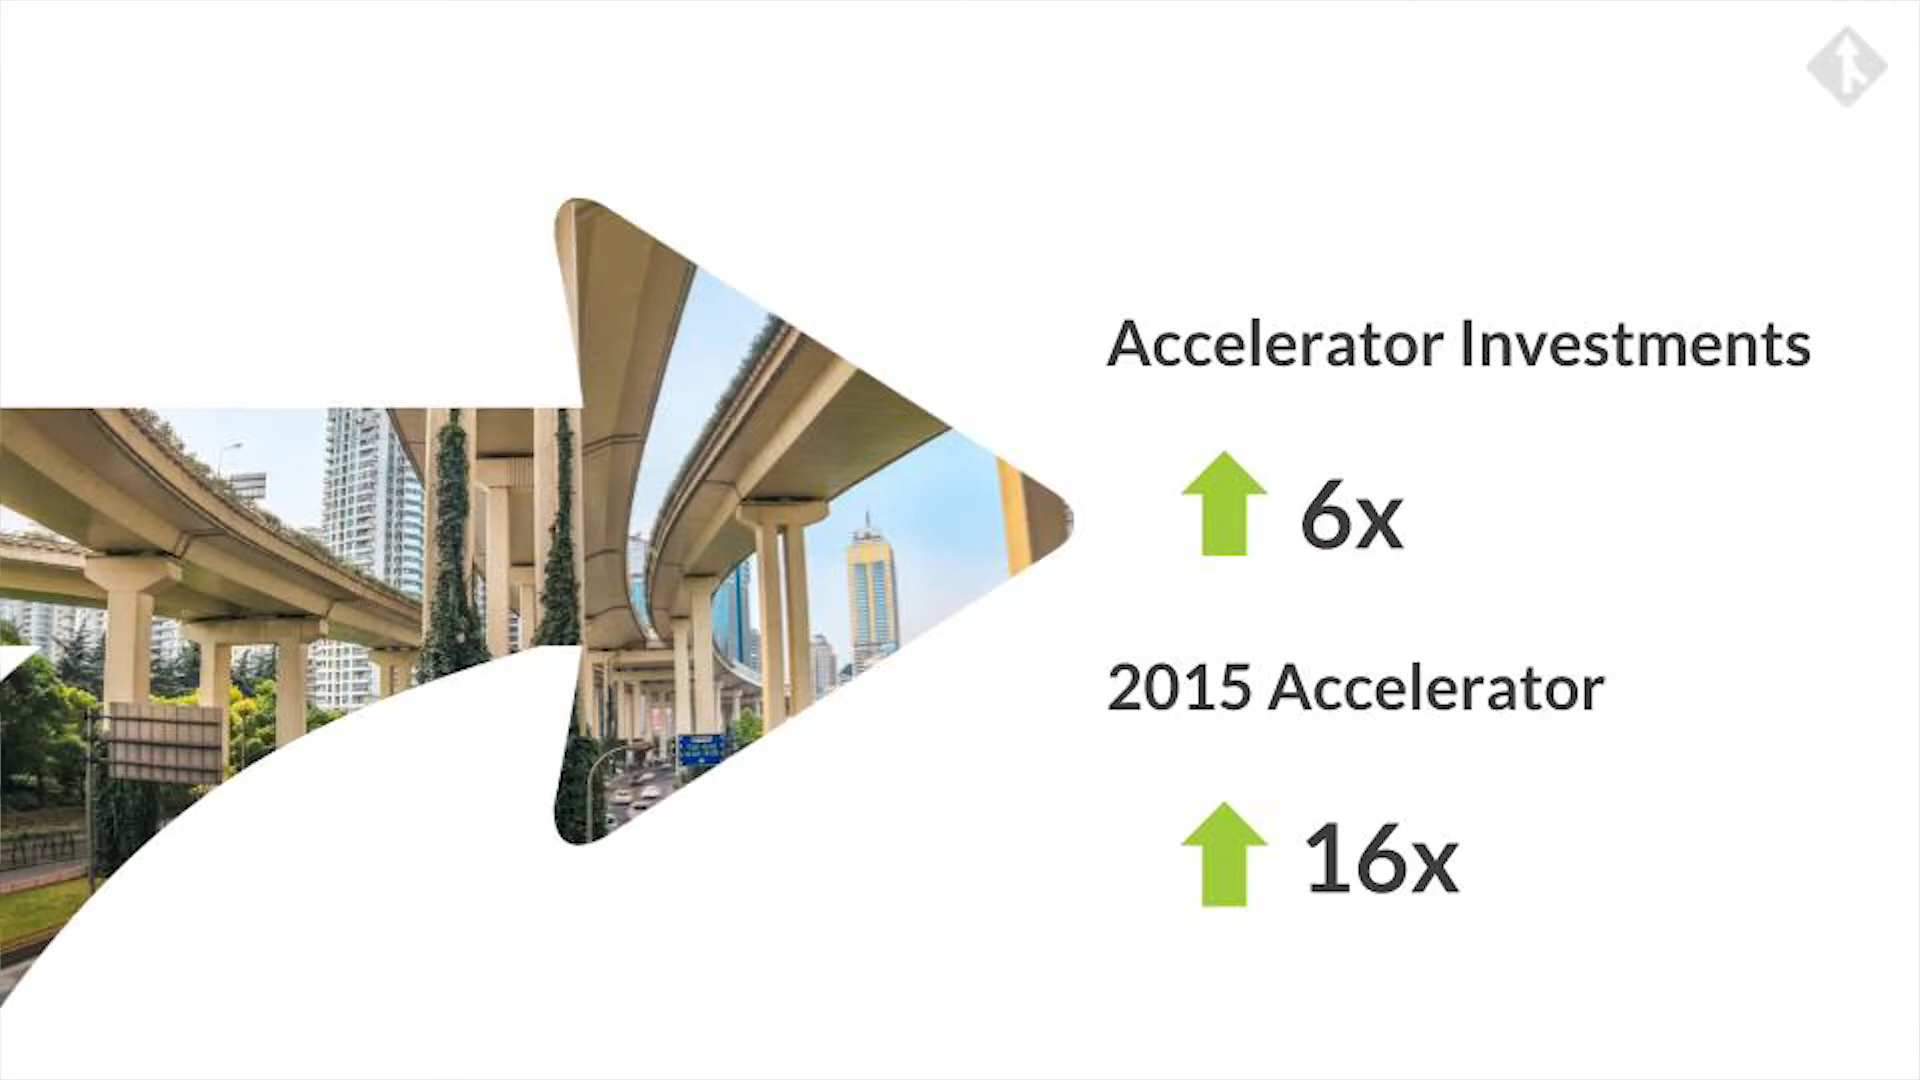 Accelerator Investments
6x
2015 Accelerator
16x